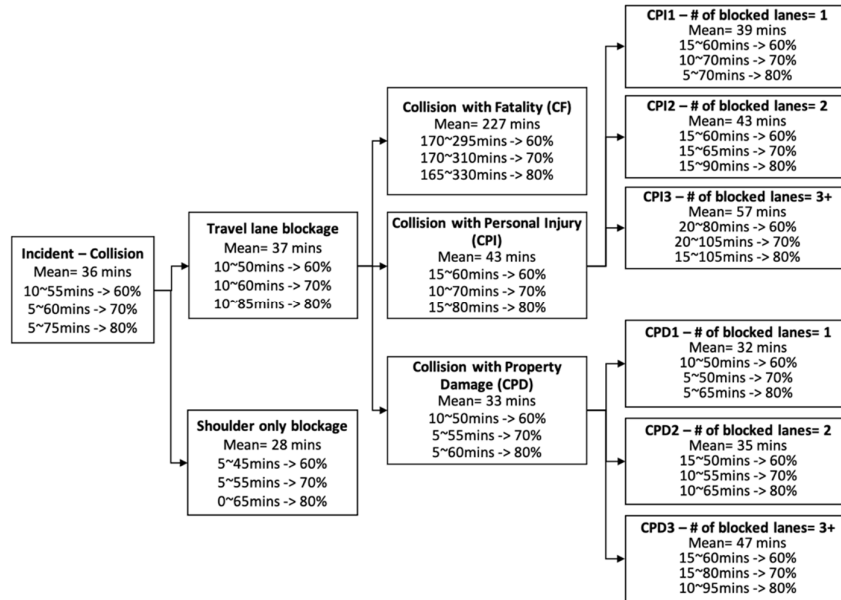 Incident – Collision
Mean= 36 mins
10~55mins -> 60%
5~60mins -> 70%
5~75mins -> 80%
Travel lane blockage
Mean= 37 mins
10~50mins -> 60%
10~60mins -> 70%
10~85mins -> 80%
Shoulder only blockage
Mean= 28 mins
5~45mins -> 60%
5~55mins -> 70%
0~65mins -> 80%
Collision with Fatality (CF)
Mean= 227 mins
170~295mins -> 60%
170~310mins -> 70%
165~330mins -> 80%
Collision with Personal Injury
(CPI)
Mean= 43 mins
15~60mins -> 60%
10~70mins -> 70%
15~80mins -> 80%
Collision with Property
Damage (CPD)
Mean= 33 mins
10~50mins -> 60%
5~55mins -> 70%
5~60mins -> 80%
CPI1 – # of blocked lanes= 1
Mean= 39 mins
15~60mins -> 60%
10~70mins -> 70%
5~70mins -> 80%
CPI2 – # of blocked lanes= 2
Mean= 43 mins
15~60mins -> 60%
15~65mins -> 70%
15~90mins -> 80%
CPI3 – # of blocked lanes= 3+
Mean= 57 mins
20~80mins -> 60%
20~105mins -> 70%
15~105mins -> 80%
CPD1 – # of blocked lanes= 1
Mean= 32 mins
10~50mins -> 60%
5~50mins -> 70%
5~65mins -> 80%
CPD2 – # of blocked lanes= 2
Mean= 35 mins
15~50mins -> 60%
10~55mins -> 70%
10~65mins -> 80%
CPD3 – # of blocked lanes= 3+
Mean= 47 mins
15~60mins -> 60%
15~80mins -> 70%
10~95mins -> 80%